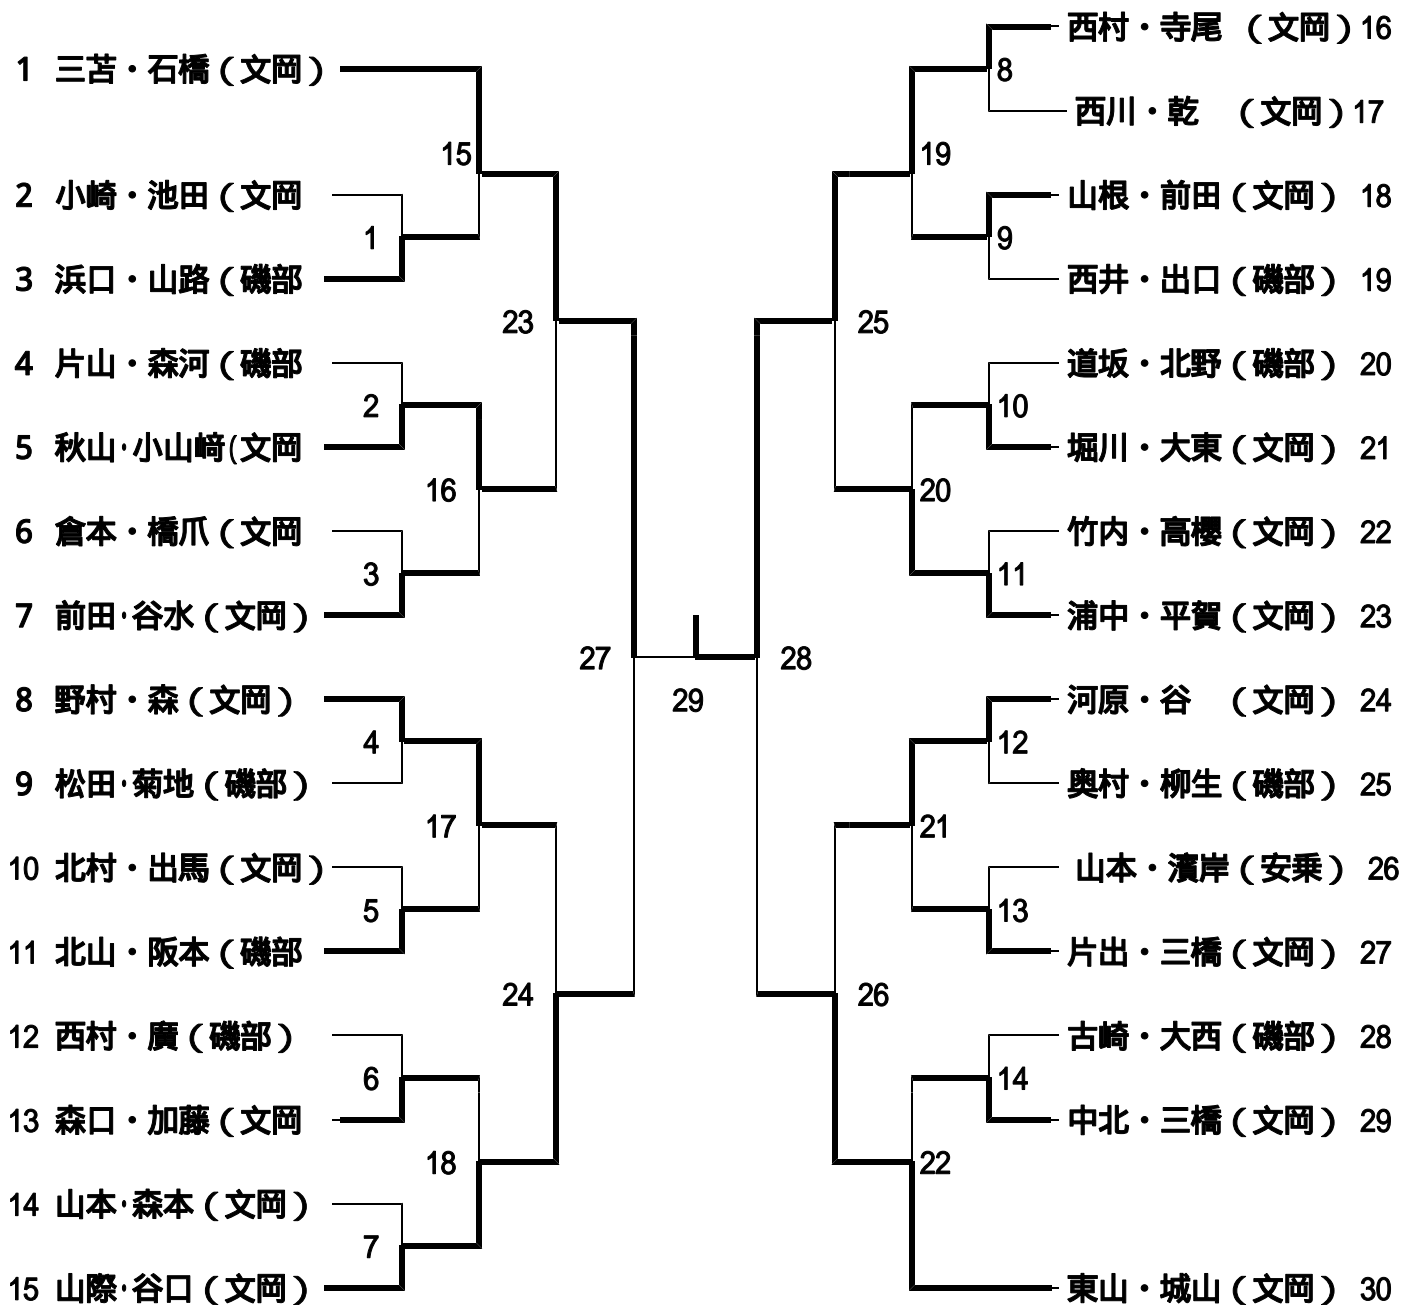 1 三苫・石橋（文岡）
15
2 小崎・池田（文岡
1
3 浜口・山路（磯部
23
4 片山・森河（磯部
2
5 秋山・小山﨑(文岡
16
6 倉本・橋爪（文岡
3
7 前田・谷水（文岡）
27
8 野村・森（文岡）
4
9 松田・菊地（磯部）
17
10 北村・出馬（文岡）
5
11 北山・阪本（磯部
24
12 西村・廣（磯部）
6
13 森口・加藤（文岡
18
14 山本・森本（文岡）
7
15 山際・谷口（文岡）
29
西村・寺尾 （文岡）16
8
西川・乾 （文岡）17
19
山根・前田（文岡） 18
9
西井・出口（磯部） 19
25
道坂・北野（磯部） 20
10
堀川・大東（文岡） 21
20
竹内・高櫻（文岡） 22
11
浦中・平賀（文岡） 23
28
河原・谷 （文岡） 24
12
奥村・柳生（磯部） 25
21
山本・濱岸（安乗） 26
13
片出・三橋（文岡） 27
26
古崎・大西（磯部） 28
14
中北・三橋（文岡） 29
22
東山・城山（文岡） 30